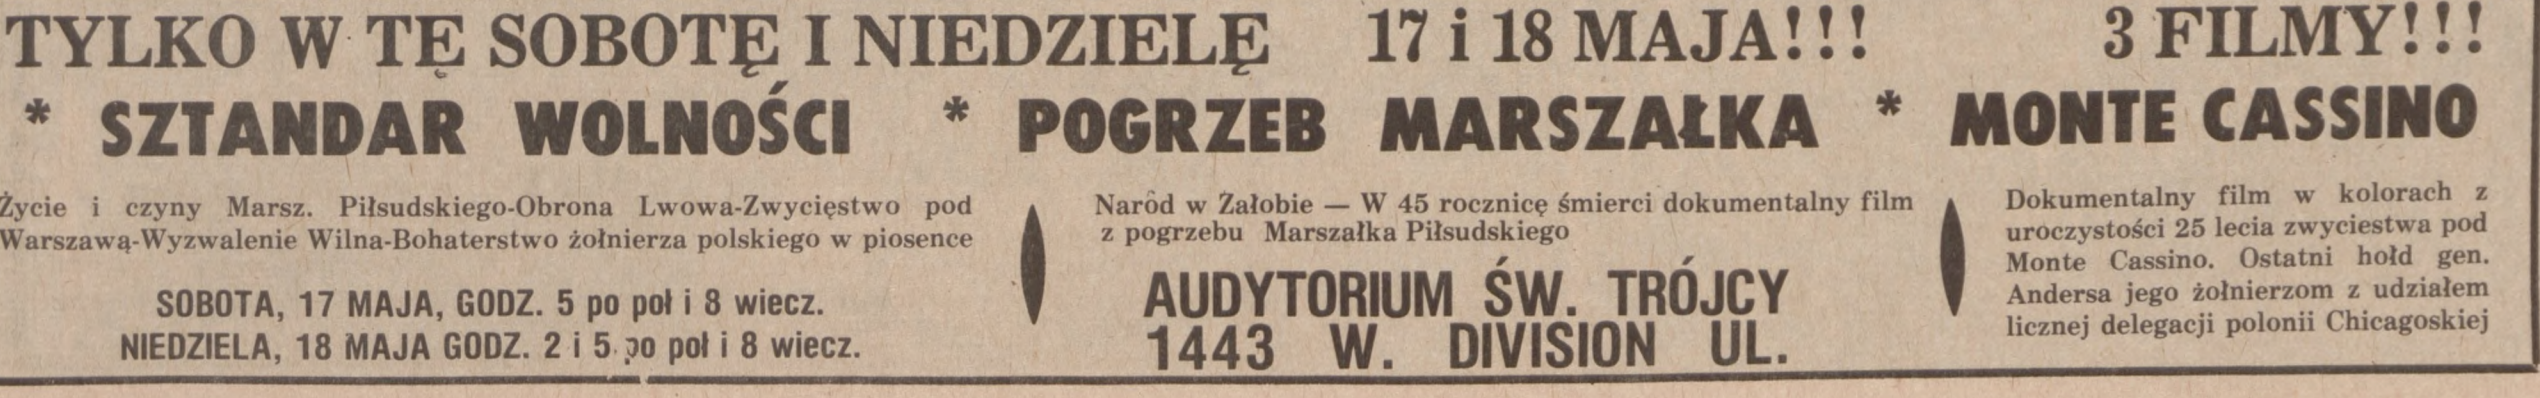 TYLKO W TĘ SOBOTĘ I NIEDZIELĘ 17 i 18 MAJA!!! 3 FILMY!!!
* SZTANDAR WOLNOŚCI * POGRZEB MARSZAŁKA * MONTE CASSINO
Życie i czyny Marsz. Piłsudskiego-Obrona Lwowa-Zwycięstwo pod
Warszawą-Wyzwalenie Wilna-Bohaterstwo żołnierza polskiego w piosence
SOBOTA, 17 MAJA, GODZ. 5 po poł i 8 wiecz.
NIEDZIELA, 18 MAJA GODZ. 2 i 5 po poł i 8 wiecz.
Naród w Żałobie — W 45 rocznicę śmierci dokumentalny film
z pogrzebu Marszałka Piłsudskiego
AUDYTORIUM ŚW. TRÓJCY
1443 W. DIVISION UL.
Dokumentalny film w kolorach z
uroczystości 25 lecia zwyciestwa pod
Monte Cassino. Ostatni hołd gen.
Andersa jego żołnierzom z udziałem
licznej delegacji polonii Chicagoskiej